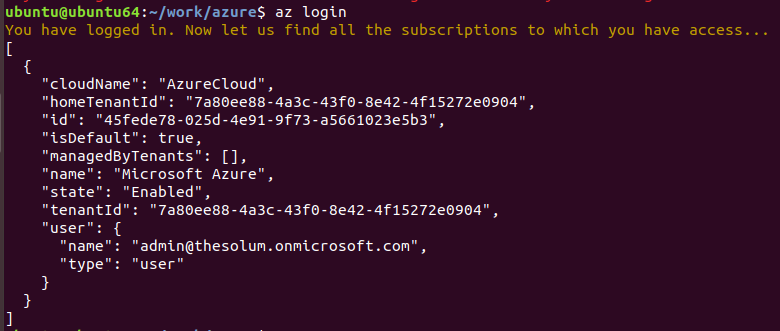 ubuntu@ubuntu64:~/work/azure$ az login
You have logged in. Now let us find all the subscriptions to which you have access...
[
  {
    "cloudName": "AzureCloud",
    "homeTenantId": "7a80ee88-4a3c-43f0-8e42-4f15272e0904",
    "id": "45fede78-025d-4e91-9f73-a5661023e5b3",
    "isDefault": true,
    "managedByTenants": [],
    "name": "Microsoft Azure",
    "state": "Enabled",
    "tenantId": "7a80ee88-4a3c-43f0-8e42-4f15272e0904",
    "user": {
      "name": "admin@thesolum.onmicrosoft.com",
      "type": "user"
    }
  }
]